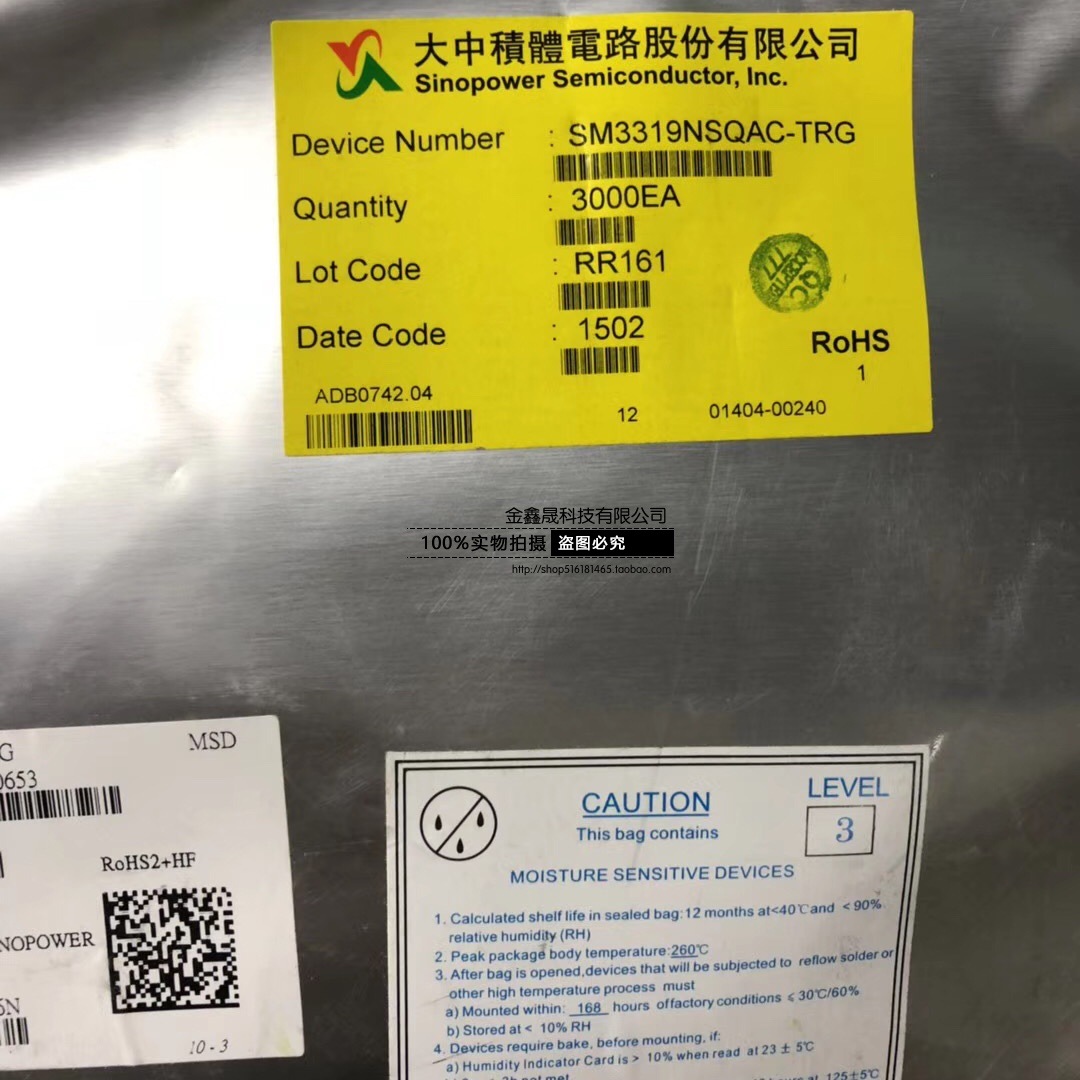 大中積體電路股份有限公司
Sinopower Semiconductor, Inc.
Device Number : SM3319NSQAC-TRG
Quantity : 3000EA
Lot Code : RR161
Date Code : 1502
QC
ACCEPTED
RoHS
1
ADB0742.04
12
01404-00240
金鑫晟科技有限公司
100%实物拍摄 盗图必究
http://shop516181465.taobao.com
G
MSD
0653
RoHS2+HF
NOPOWER
5N
10-3
CAUTION
LEVEL
3
This bag contains
MOISTURE SENSITIVE DEVICES
1. Calculated shelf life in sealed bag:12 months at<40℃and <90%
relative humidity (RH)
2. Peak package body temperature:260℃
3. After bag is opened,devices that will be subjected to reflow solder or
other high temperature process must
a) Mounted within: 168 hours offactory conditions ≤ 30℃/60%
b) Stored at < 10% RH
4. Devices require bake, before mounting, if:
a) Humidity Indicator Card is > 10% when read at 23 ± 5℃
at 125±5℃